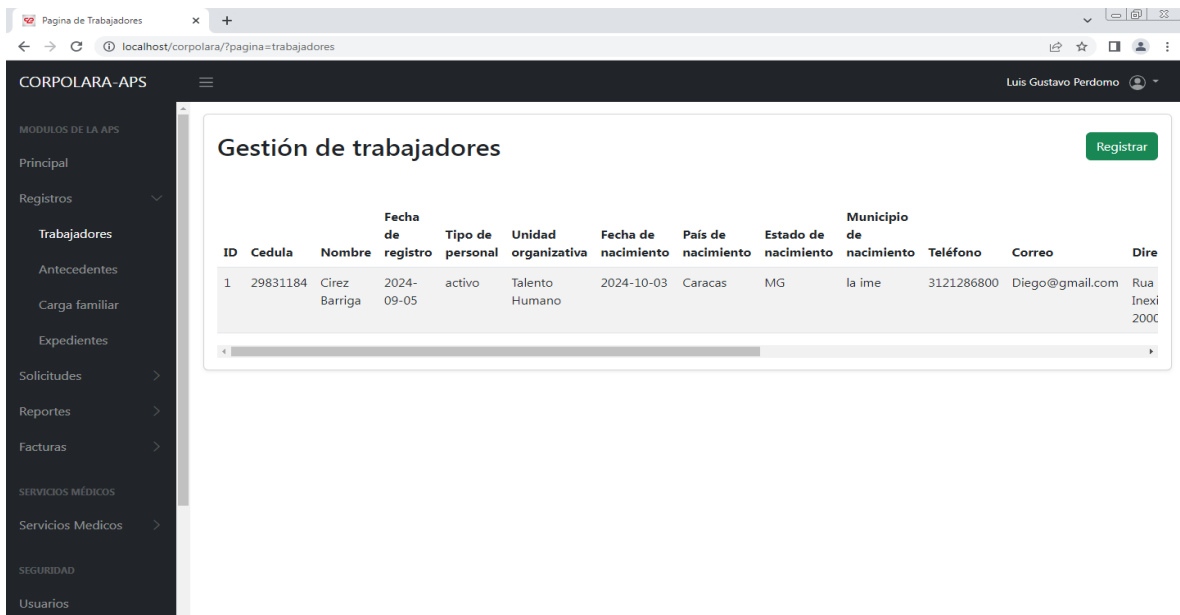 Pagina de Trabajadores
localhost/corpolara/?pagina=trabajadores
CORPOLARA-APS
Luis Gustavo Perdomo
MODULOS DE LA APS
Principal
Registros
Trabajadores
Antecedentes
Carga familiar
Expedientes
Solicitudes
Reportes
Facturas
SERVICIOS MÉDICOS
Servicios Medicos
SEGURIDAD
Usuarios
Gestión de trabajadores
Registrar
ID Cedula Nombre Fecha de registro Tipo de personal Unidad organizativa Fecha de nacimiento País de nacimiento Estado de nacimiento Municipio de nacimiento Teléfono Correo Dire
1 29831184 Cirez Barriga 2024-09-05 activo Talento Humano 2024-10-03 Caracas MG la ime 3121286800 Diego@gmail.com Rua Inexi 2000